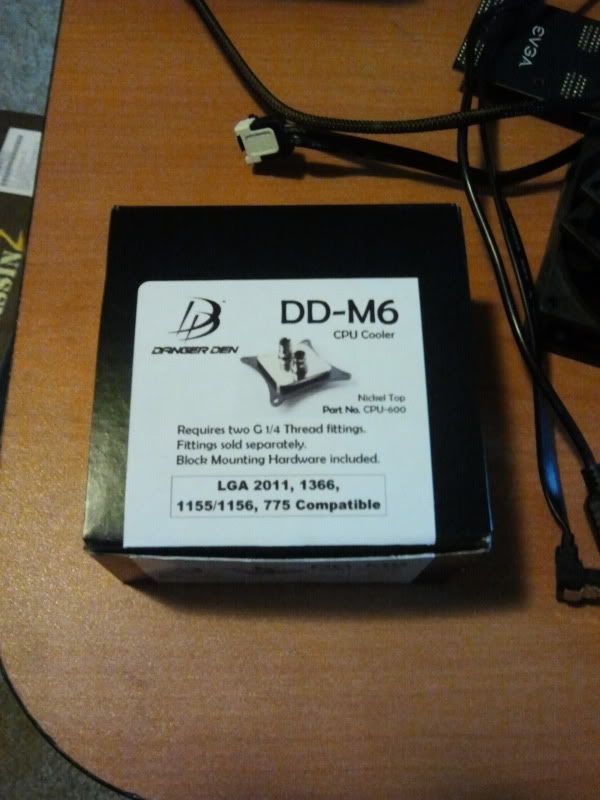 EVGA
DD-M6
CPU Cooler
DANGER DEN
Nickel Top
Part No. CPU-600
Requires two G 1/4 Thread fittings.
Fittings sold separately.
Block Mounting Hardware included.
LGA 2011, 1366,
1155/1156, 775 Compatible